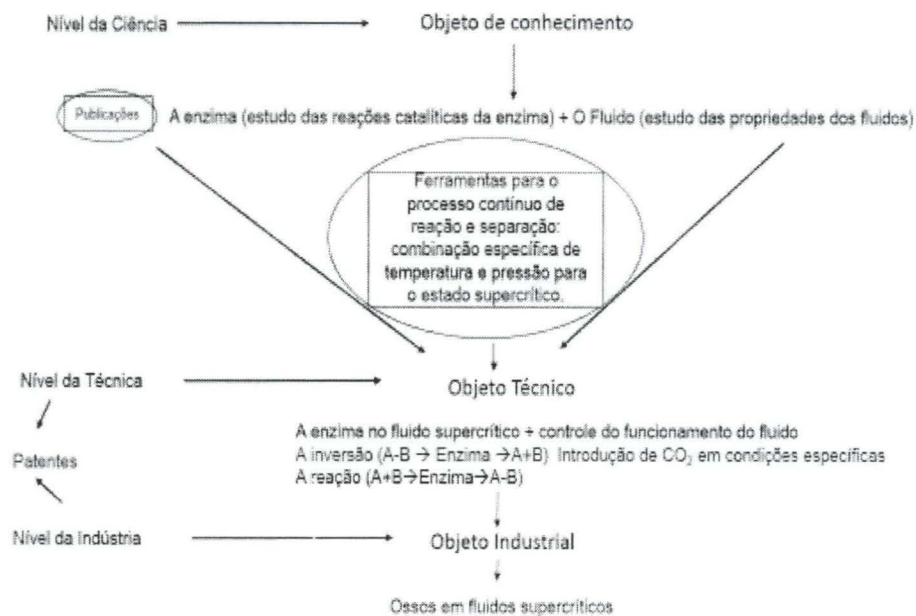 Nível da Ciência
Objeto de conhecimento
Publicações
A enzima (estudo das reações catalíticas da enzima) + O Fluido (estudo das propriedades dos fluidos)
Ferramentas para o
processo contínuo de
reação e separação:
combinação específica de
temperatura e pressão para
o estado supercrítico.
Nível da Técnica
Objeto Técnico
A enzima no fluido supercrítico + controle do funcionamento do fluido
A inversão (A-B → Enzima →A+B) Introdução de CO₂ em condições específicas
A reação (A+B→Enzima→A-B)
Patentes
Nível da Indústria
Objeto Industrial
Ossos em fluidos supercríticos